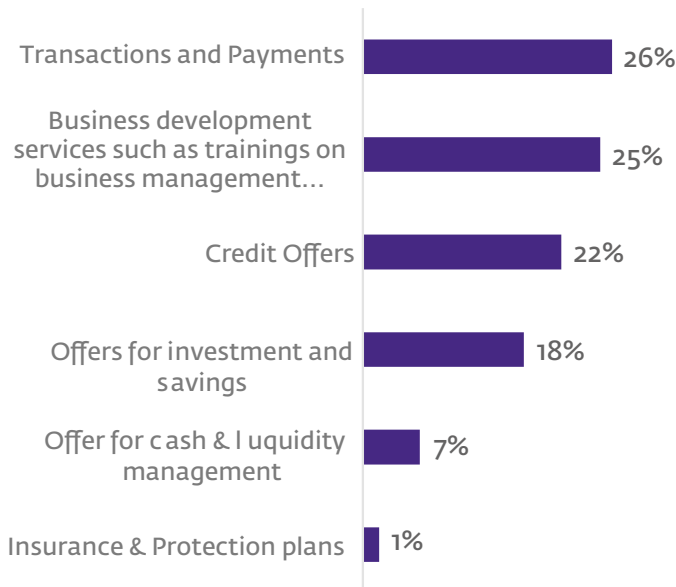 Transactions and Payments
26%
Business development
services such as trainings on
business management...
25%
Credit Offers
22%
Offers for investment and
savings
18%
Offer for cash & l uquidity
management
7%
Insurance & Protection plans
1%